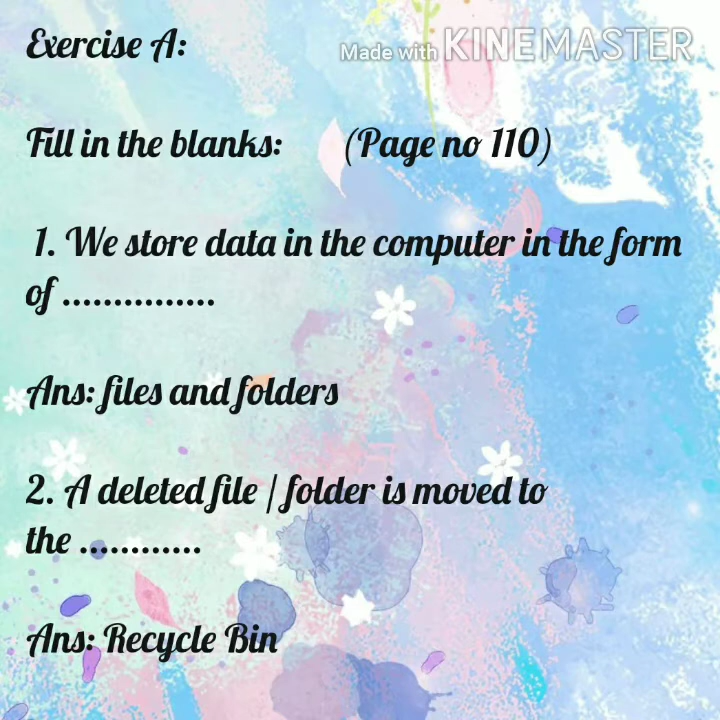 Exercise A:
Made with KINEMASTER
Fill in the blanks: (Page no 110)
1. We store data in the computer in the form
of ...............
Ans: files and folders
2. A deleted file / folder is moved to
the ............
Ans: Recycle Bin